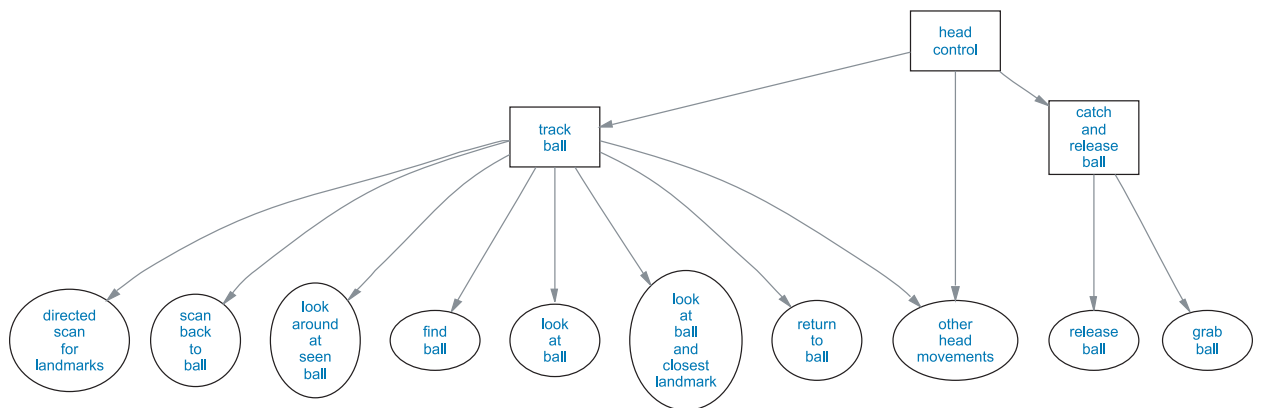 head
control
track
ball
catch
and
release
ball
directed
scan
for
landmarks
scan
back
to
ball
look
around
at
seen
ball
find
ball
look
at
ball
look
at
ball
and
closest
landmark
return
to
ball
other
head
movements
release
ball
grab
ball